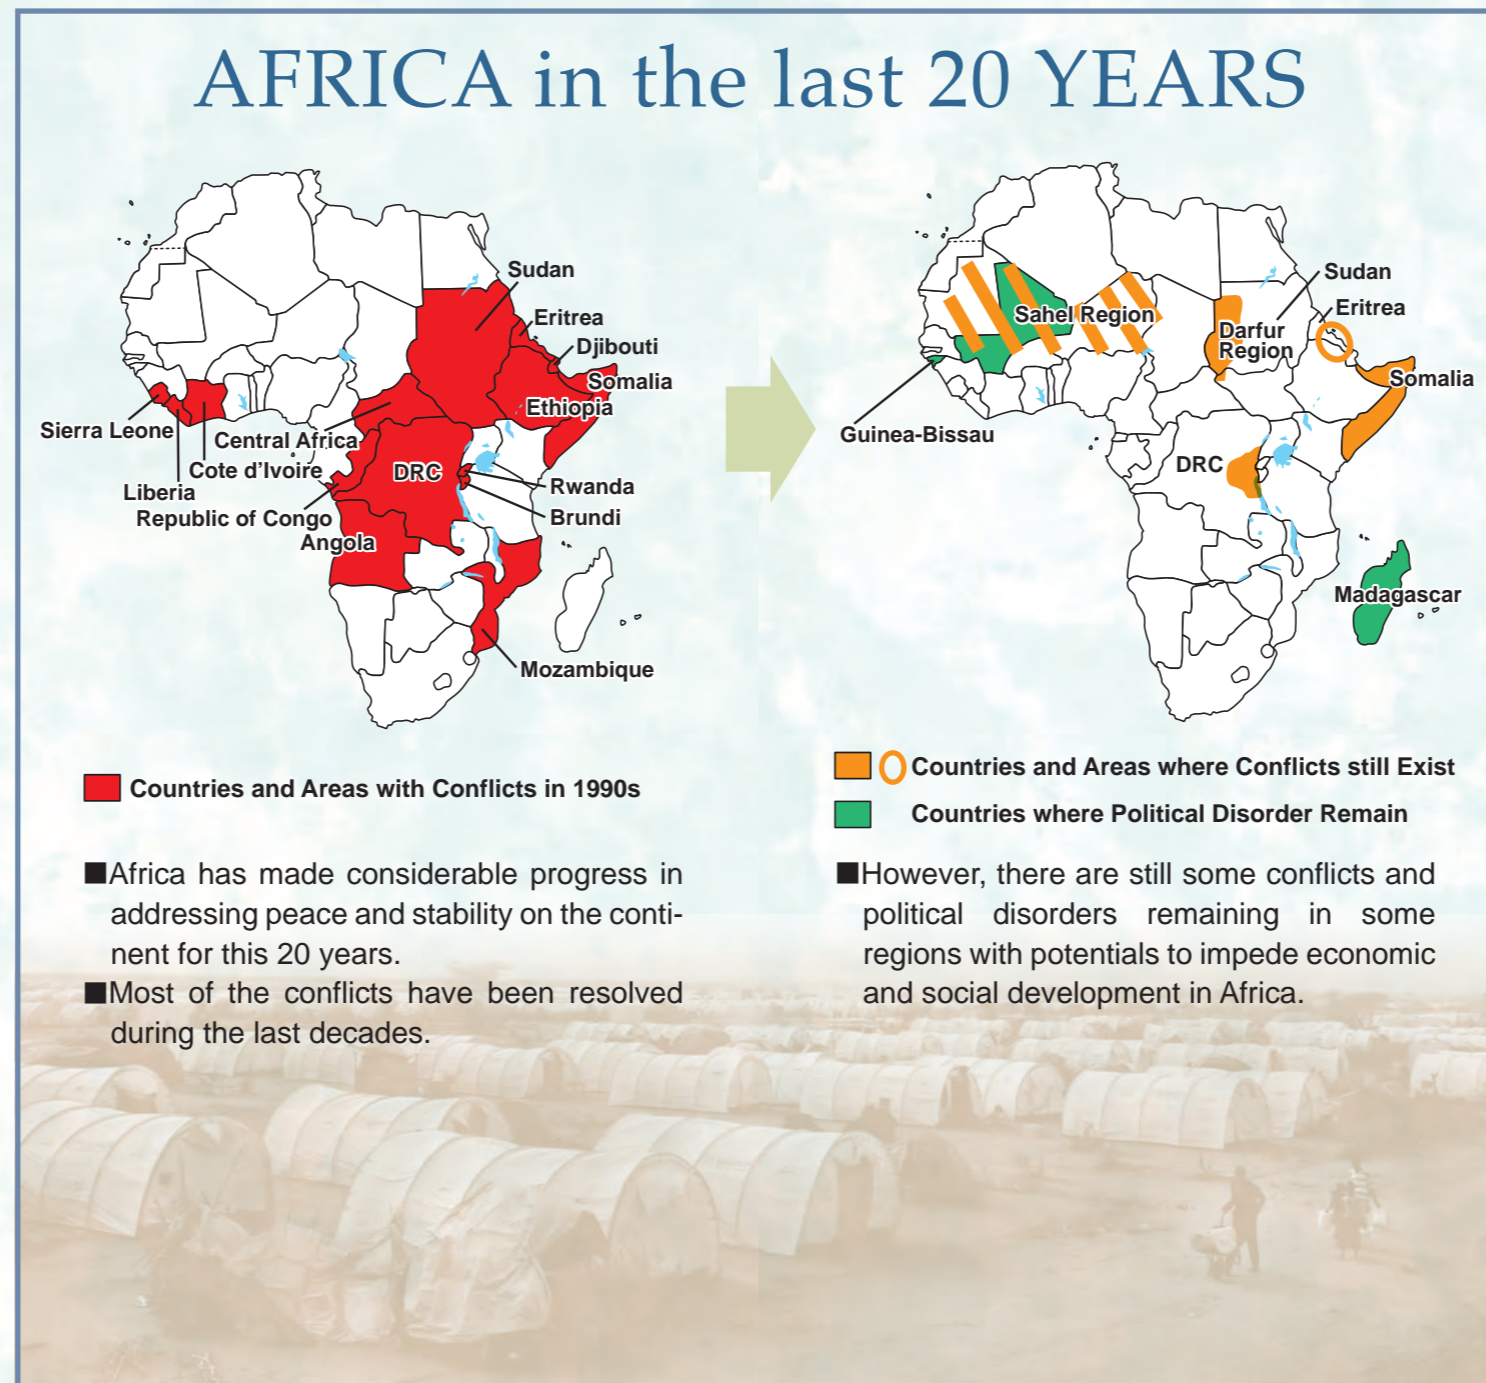 AFRICA in the last 20 YEARS
Sudan
Eritrea
Djibouti
Somalia
Ethiopia
Sierra Leone
Central Africa
Cote d'Ivoire
DRC
Liberia
Rwanda
Republic of Congo
Brundi
Angola
Mozambique
Countries and Areas with Conflicts in 1990s
■Africa has made considerable progress in
addressing peace and stability on the conti-
nent for this 20 years.
■Most of the conflicts have been resolved
during the last decades.
Sudan
Eritrea
Sahel Region
Darfur
Region
Somalia
Guinea-Bissau
DRC
Madagascar
Countries and Areas where Conflicts still Exist
Countries where Political Disorder Remain
■However, there are still some conflicts and
political disorders remaining in some
regions with potentials to impede economic
and social development in Africa.